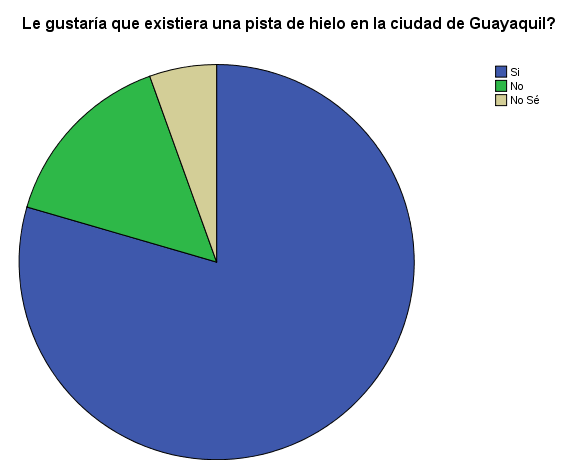 Le gustaría que existiera una pista de hielo en la ciudad de Guayaquil?
Si
No
No Sé